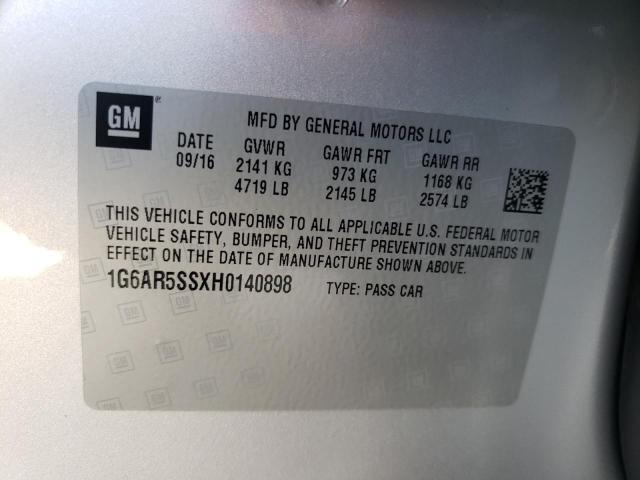 GM ®
MFD BY GENERAL MOTORS LLC
DATE GVWR GAWR FRT GAWR RR
09/16 2141 KG 973 KG 1168 KG
4719 LB 2145 LB 2574 LB
THIS VEHICLE CONFORMS TO ALL APPLICABLE U.S. FEDERAL MOTOR
VEHICLE SAFETY, BUMPER, AND THEFT PREVENTION STANDARDS IN
EFFECT ON THE DATE OF MANUFACTURE SHOWN ABOVE.
1G6AR5SSXH0140898 TYPE: PASS CAR